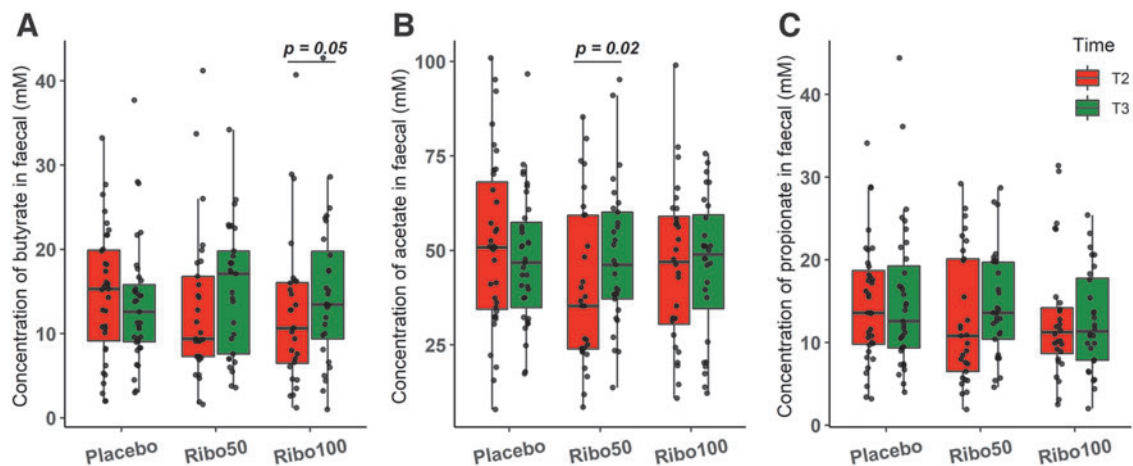 A
Concentration of butyrate in faecal (mM)
40
30
20
10
0
p = 0.05
Placebo Ribo50 Ribo100
B
Concentration of acetate in faecal (mM)
100
75
50
25
p = 0.02
Placebo Ribo50 Ribo100
C
Concentration of propionate in faecal (mM)
40
30
20
10
0
Time
T2
T3
Placebo Ribo50 Ribo100